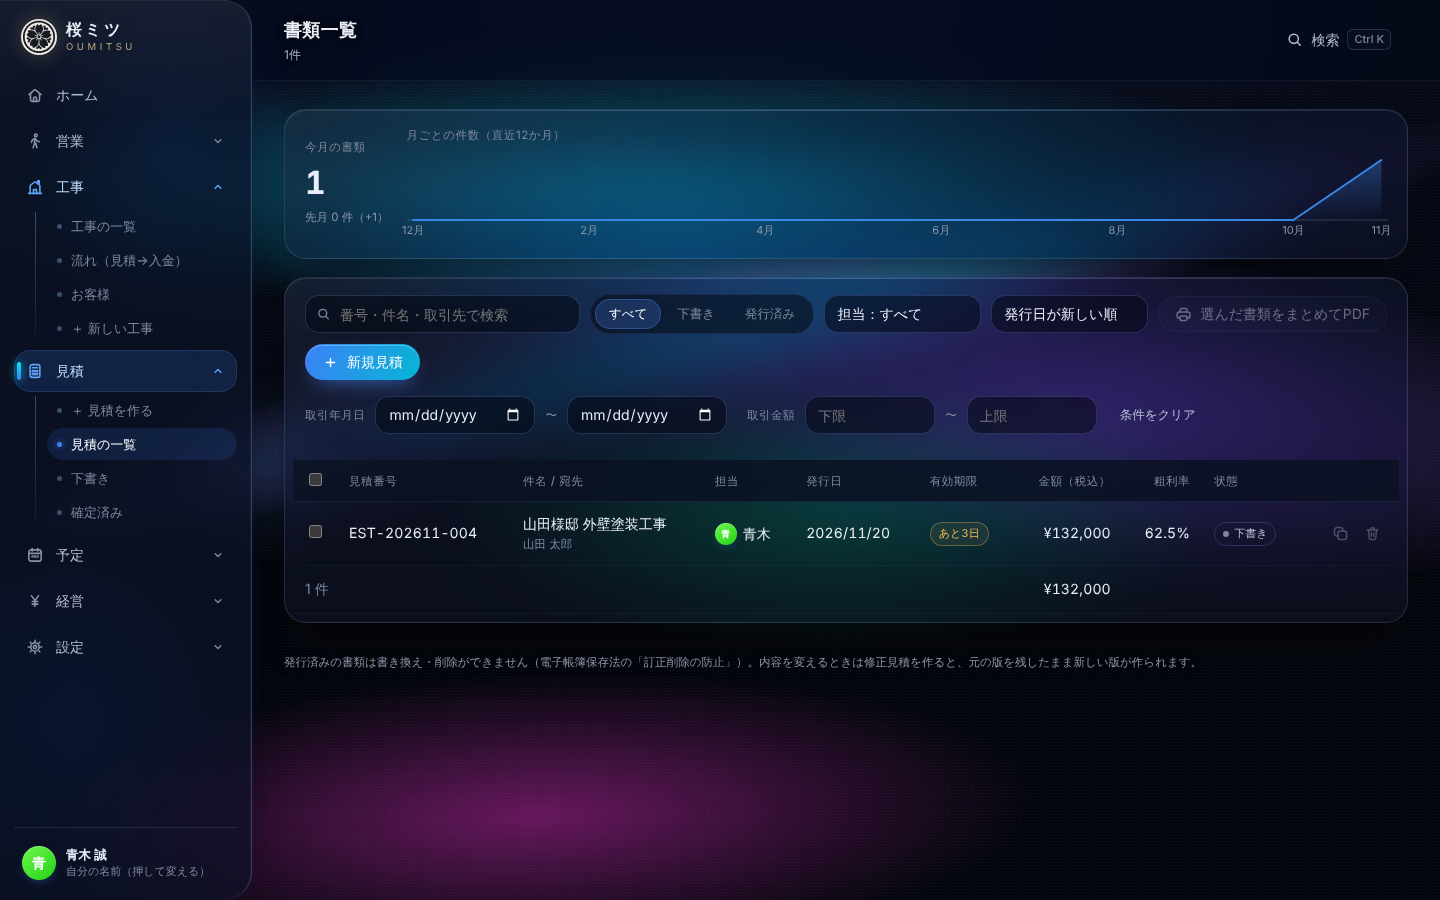 桜ミツ
OUMITSU
ホーム
営業
工事
工事の一覧
流れ（見積→入金）
お客様
＋ 新しい工事
見積
＋ 見積を作る
見積の一覧
下書き
確定済み
予定
経営
設定
青
青木 誠
自分の名前（押して変える）
書類一覧
1件
検索 Ctrl K
今月の書類
1
先月 0 件（+1）
月ごとの件数（直近12か月）
12月 2月 4月 6月 8月 10月 11月
番号・件名・取引先で検索 すべて 下書き 発行済み 担当：すべて 発行日が新しい順 選んだ書類をまとめてPDF
新規見積
取引年月日 mm/dd/yyyy 〜 mm/dd/yyyy 取引金額 下限 〜 上限 条件をクリア
見積番号 件名 / 宛先 担当 発行日 有効期限 金額（税込） 粗利率 状態
EST-202611-004 山田様邸 外壁塗装工事 青 青木 2026/11/20 あと3日 ¥132,000 62.5% 下書き
山田 太郎
1 件 ¥132,000
発行済みの書類は書き換え・削除ができません（電子帳簿保存法の「訂正削除の防止」）。内容を変えるときは修正見積を作ると、元の版を残したまま新しい版が作られます。